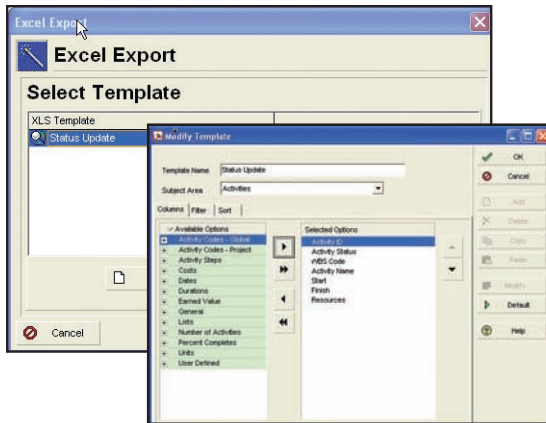 Excel Export
Excel Export
Select Template
XLS Template
Status Update
Cancel
Modify Template
Template Name Status Update
Subject Area Activities
Columns Filter Sort
Available Options
Activity Codes - Global
Activity Codes - Project
Activity Steps
Costs
Dates
Durations
Earned Value
General
Lists
Number of Activities
Percent Completes
Units
User Defined
Selected Options
Activity ID
Activity Status
WBS Code
Activity Name
Start
Finish
Resources
OK
Cancel
Add
Delete
Copy
Paste
Modify
Default
Help